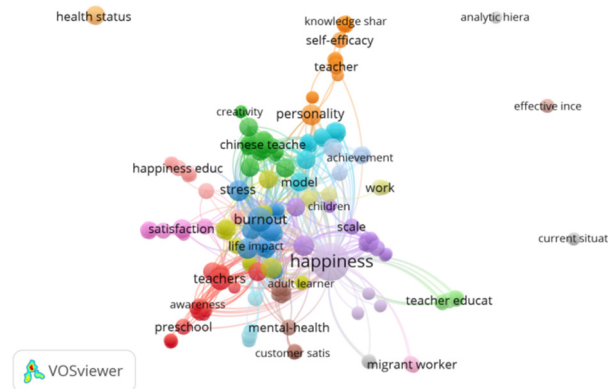 health status
knowledge shar
analytic hiera
self-efficacy
teacher
effective ince
creativity
personality
chinese teache
achievement
happiness educ
stress
model
work
children
burnout
satisfaction
scale
current situat
life impact
happiness
teachers
adult learner
awareness
teacher educat
preschool
mental-health
customer satis
migrant worker
VOSviewer